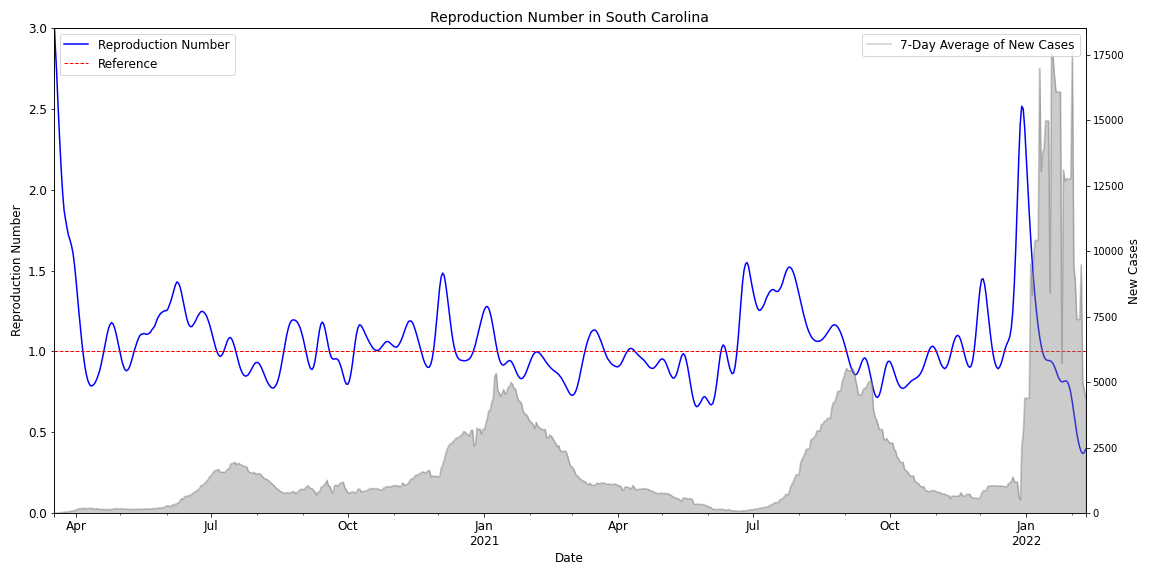 Reproduction Number in South Carolina
Reproduction Number
Reference
7-Day Average of New Cases
3.0
2.5
2.0
1.5
1.0
0.5
0.0
Reproduction Number
17500
15000
12500
10000
7500
5000
2500
0
New Cases
Apr
Jul
Oct
Jan
2021
Apr
Jul
Oct
Jan
2022
Date